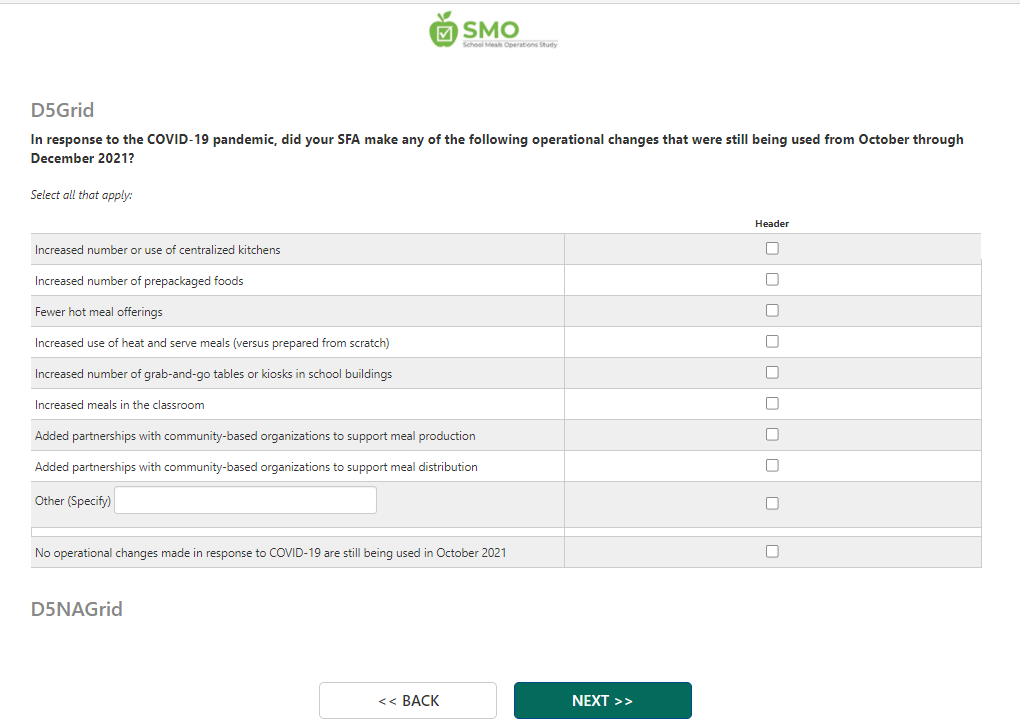 SMO
School Meals Operations Study
D5Grid
In response to the COVID-19 pandemic, did your SFA make any of the following operational changes that were still being used from October through
December 2021?
Select all that apply:
Header
Increased number or use of centralized kitchens
Increased number of prepackaged foods
Fewer hot meal offerings
Increased use of heat and serve meals (versus prepared from scratch)
Increased number of grab-and-go tables or kiosks in school buildings
Increased meals in the classroom
Added partnerships with community-based organizations to support meal production
Added partnerships with community-based organizations to support meal distribution
Other (Specify)
No operational changes made in response to COVID-19 are still being used in October 2021
D5NAGrid
<< BACK
NEXT >>